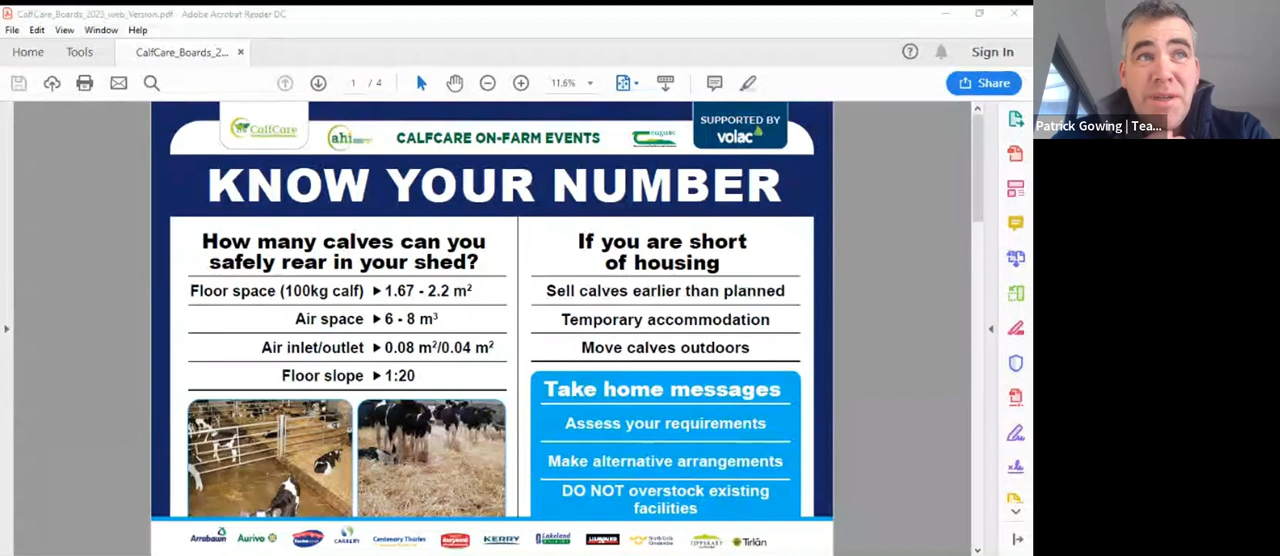 CalfCare_Boards_2023_web_Version.pdf - Adobe Acrobat Reader DC
File Edit View Window Help
Home Tools CalfCare_Boards_2... × Sign In
1 / 4 11.6% Share
CalfCare
ahi
CALFCARE ON-FARM EVENTS
SUPPORTED BY
volac
KNOW YOUR NUMBER
How many calves can you
safely rear in your shed?
Floor space (100kg calf) ▶ 1.67 - 2.2 m²
Air space ▶ 6 - 8 m³
Air inlet/outlet ▶ 0.08 m²/0.04 m²
Floor slope ▶ 1:20
If you are short
of housing
Sell calves earlier than planned
Temporary accommodation
Move calves outdoors
Take home messages
Assess your requirements
Make alternative arrangements
DO NOT overstock existing
facilities
Arrabawn Aurivo CARBERY Centenary Thurles KERRY Lakeland TIPPERARY Tirlán
Patrick Gowing | Tea...